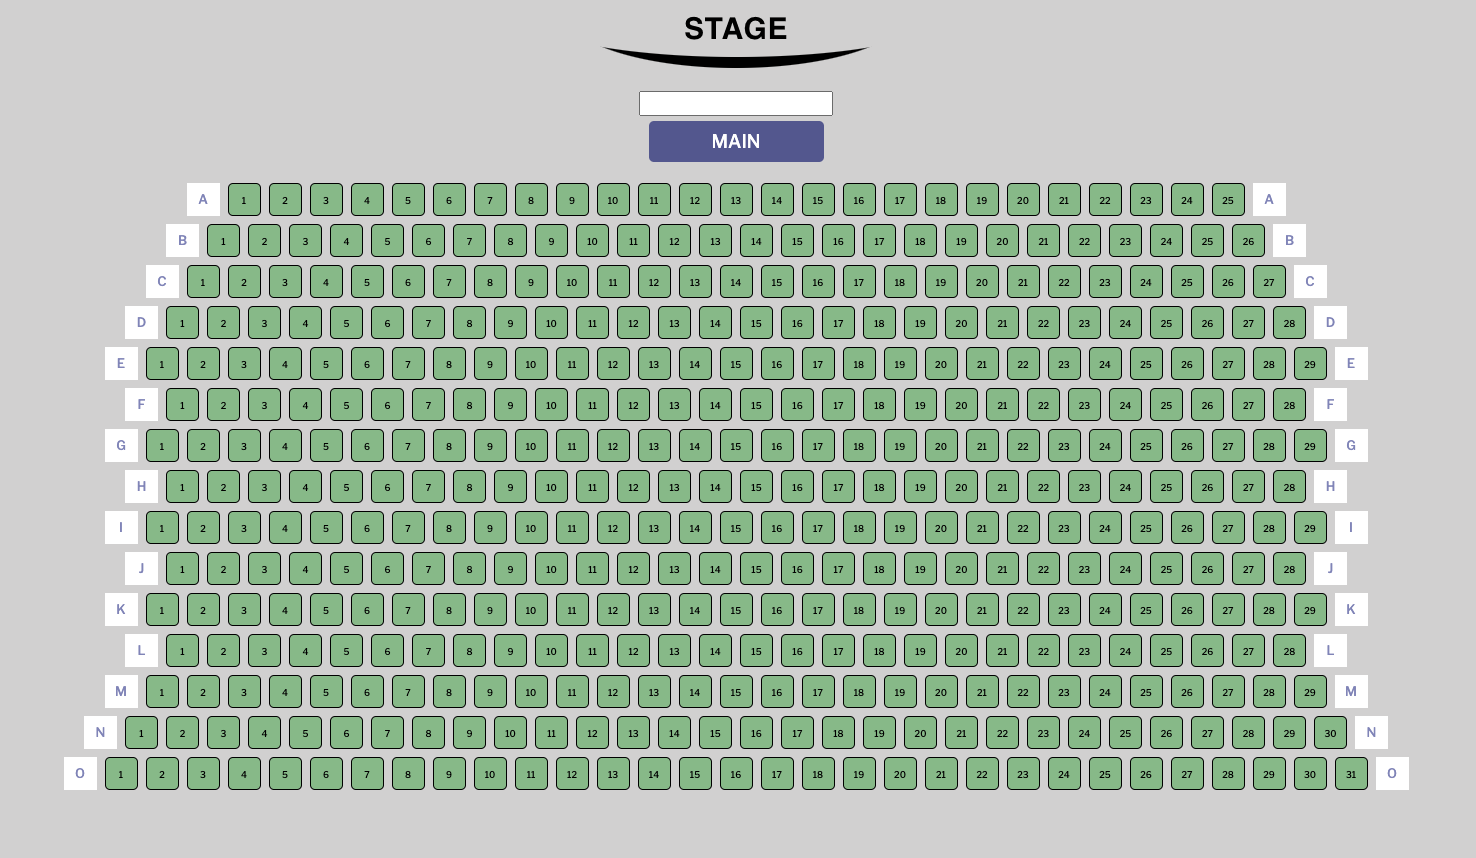 STAGE
MAIN
A 1 2 3 4 5 6 7 8 9 10 11 12 13 14 15 16 17 18 19 20 21 22 23 24 25 A
B 1 2 3 4 5 6 7 8 9 10 11 12 13 14 15 16 17 18 19 20 21 22 23 24 25 26 B
C 1 2 3 4 5 6 7 8 9 10 11 12 13 14 15 16 17 18 19 20 21 22 23 24 25 26 27 C
D 1 2 3 4 5 6 7 8 9 10 11 12 13 14 15 16 17 18 19 20 21 22 23 24 25 26 27 28 D
E 1 2 3 4 5 6 7 8 9 10 11 12 13 14 15 16 17 18 19 20 21 22 23 24 25 26 27 28 29 E
F 1 2 3 4 5 6 7 8 9 10 11 12 13 14 15 16 17 18 19 20 21 22 23 24 25 26 27 28 F
G 1 2 3 4 5 6 7 8 9 10 11 12 13 14 15 16 17 18 19 20 21 22 23 24 25 26 27 28 29 G
H 1 2 3 4 5 6 7 8 9 10 11 12 13 14 15 16 17 18 19 20 21 22 23 24 25 26 27 28 H
I 1 2 3 4 5 6 7 8 9 10 11 12 13 14 15 16 17 18 19 20 21 22 23 24 25 26 27 28 29 I
J 1 2 3 4 5 6 7 8 9 10 11 12 13 14 15 16 17 18 19 20 21 22 23 24 25 26 27 28 J
K 1 2 3 4 5 6 7 8 9 10 11 12 13 14 15 16 17 18 19 20 21 22 23 24 25 26 27 28 29 K
L 1 2 3 4 5 6 7 8 9 10 11 12 13 14 15 16 17 18 19 20 21 22 23 24 25 26 27 28 L
M 1 2 3 4 5 6 7 8 9 10 11 12 13 14 15 16 17 18 19 20 21 22 23 24 25 26 27 28 29 M
N 1 2 3 4 5 6 7 8 9 10 11 12 13 14 15 16 17 18 19 20 21 22 23 24 25 26 27 28 29 30 N
O 1 2 3 4 5 6 7 8 9 10 11 12 13 14 15 16 17 18 19 20 21 22 23 24 25 26 27 28 29 30 31 O